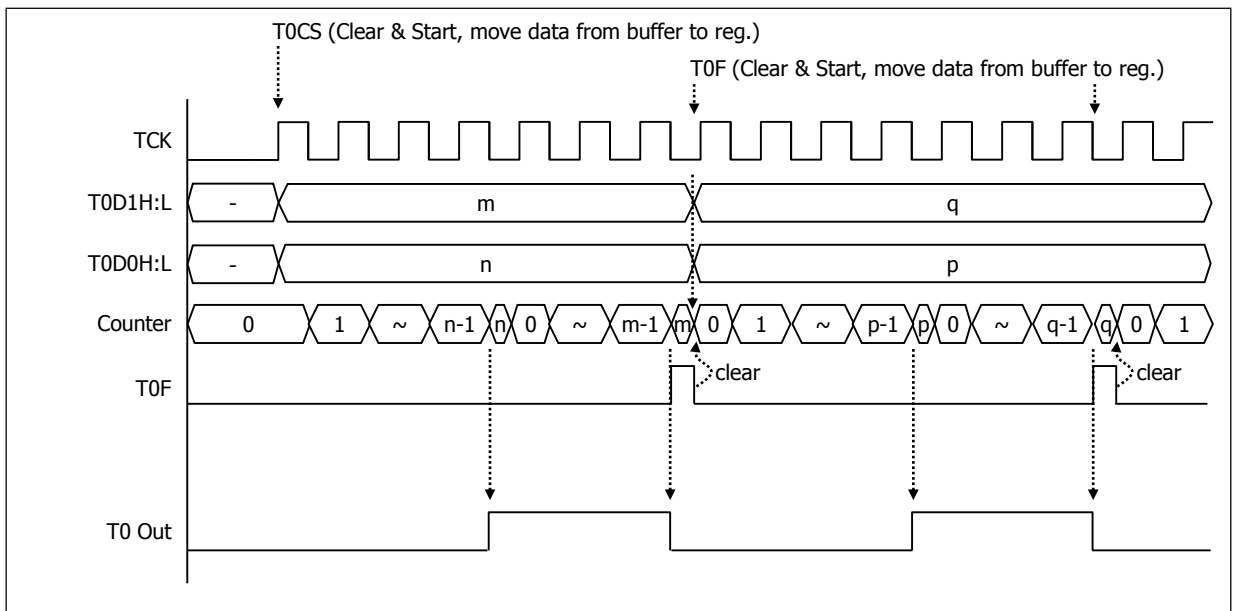 T0CS (Clear & Start, move data from buffer to reg.)
T0F (Clear & Start, move data from buffer to reg.)
TCK
T0D1H:L - m q
T0D0H:L - n p
Counter 0 1 ~ n-1 n 0 ~ m-1 m 0 1 ~ p-1 p 0 ~ q-1 q 0 1
clear clear
T0F
T0 Out